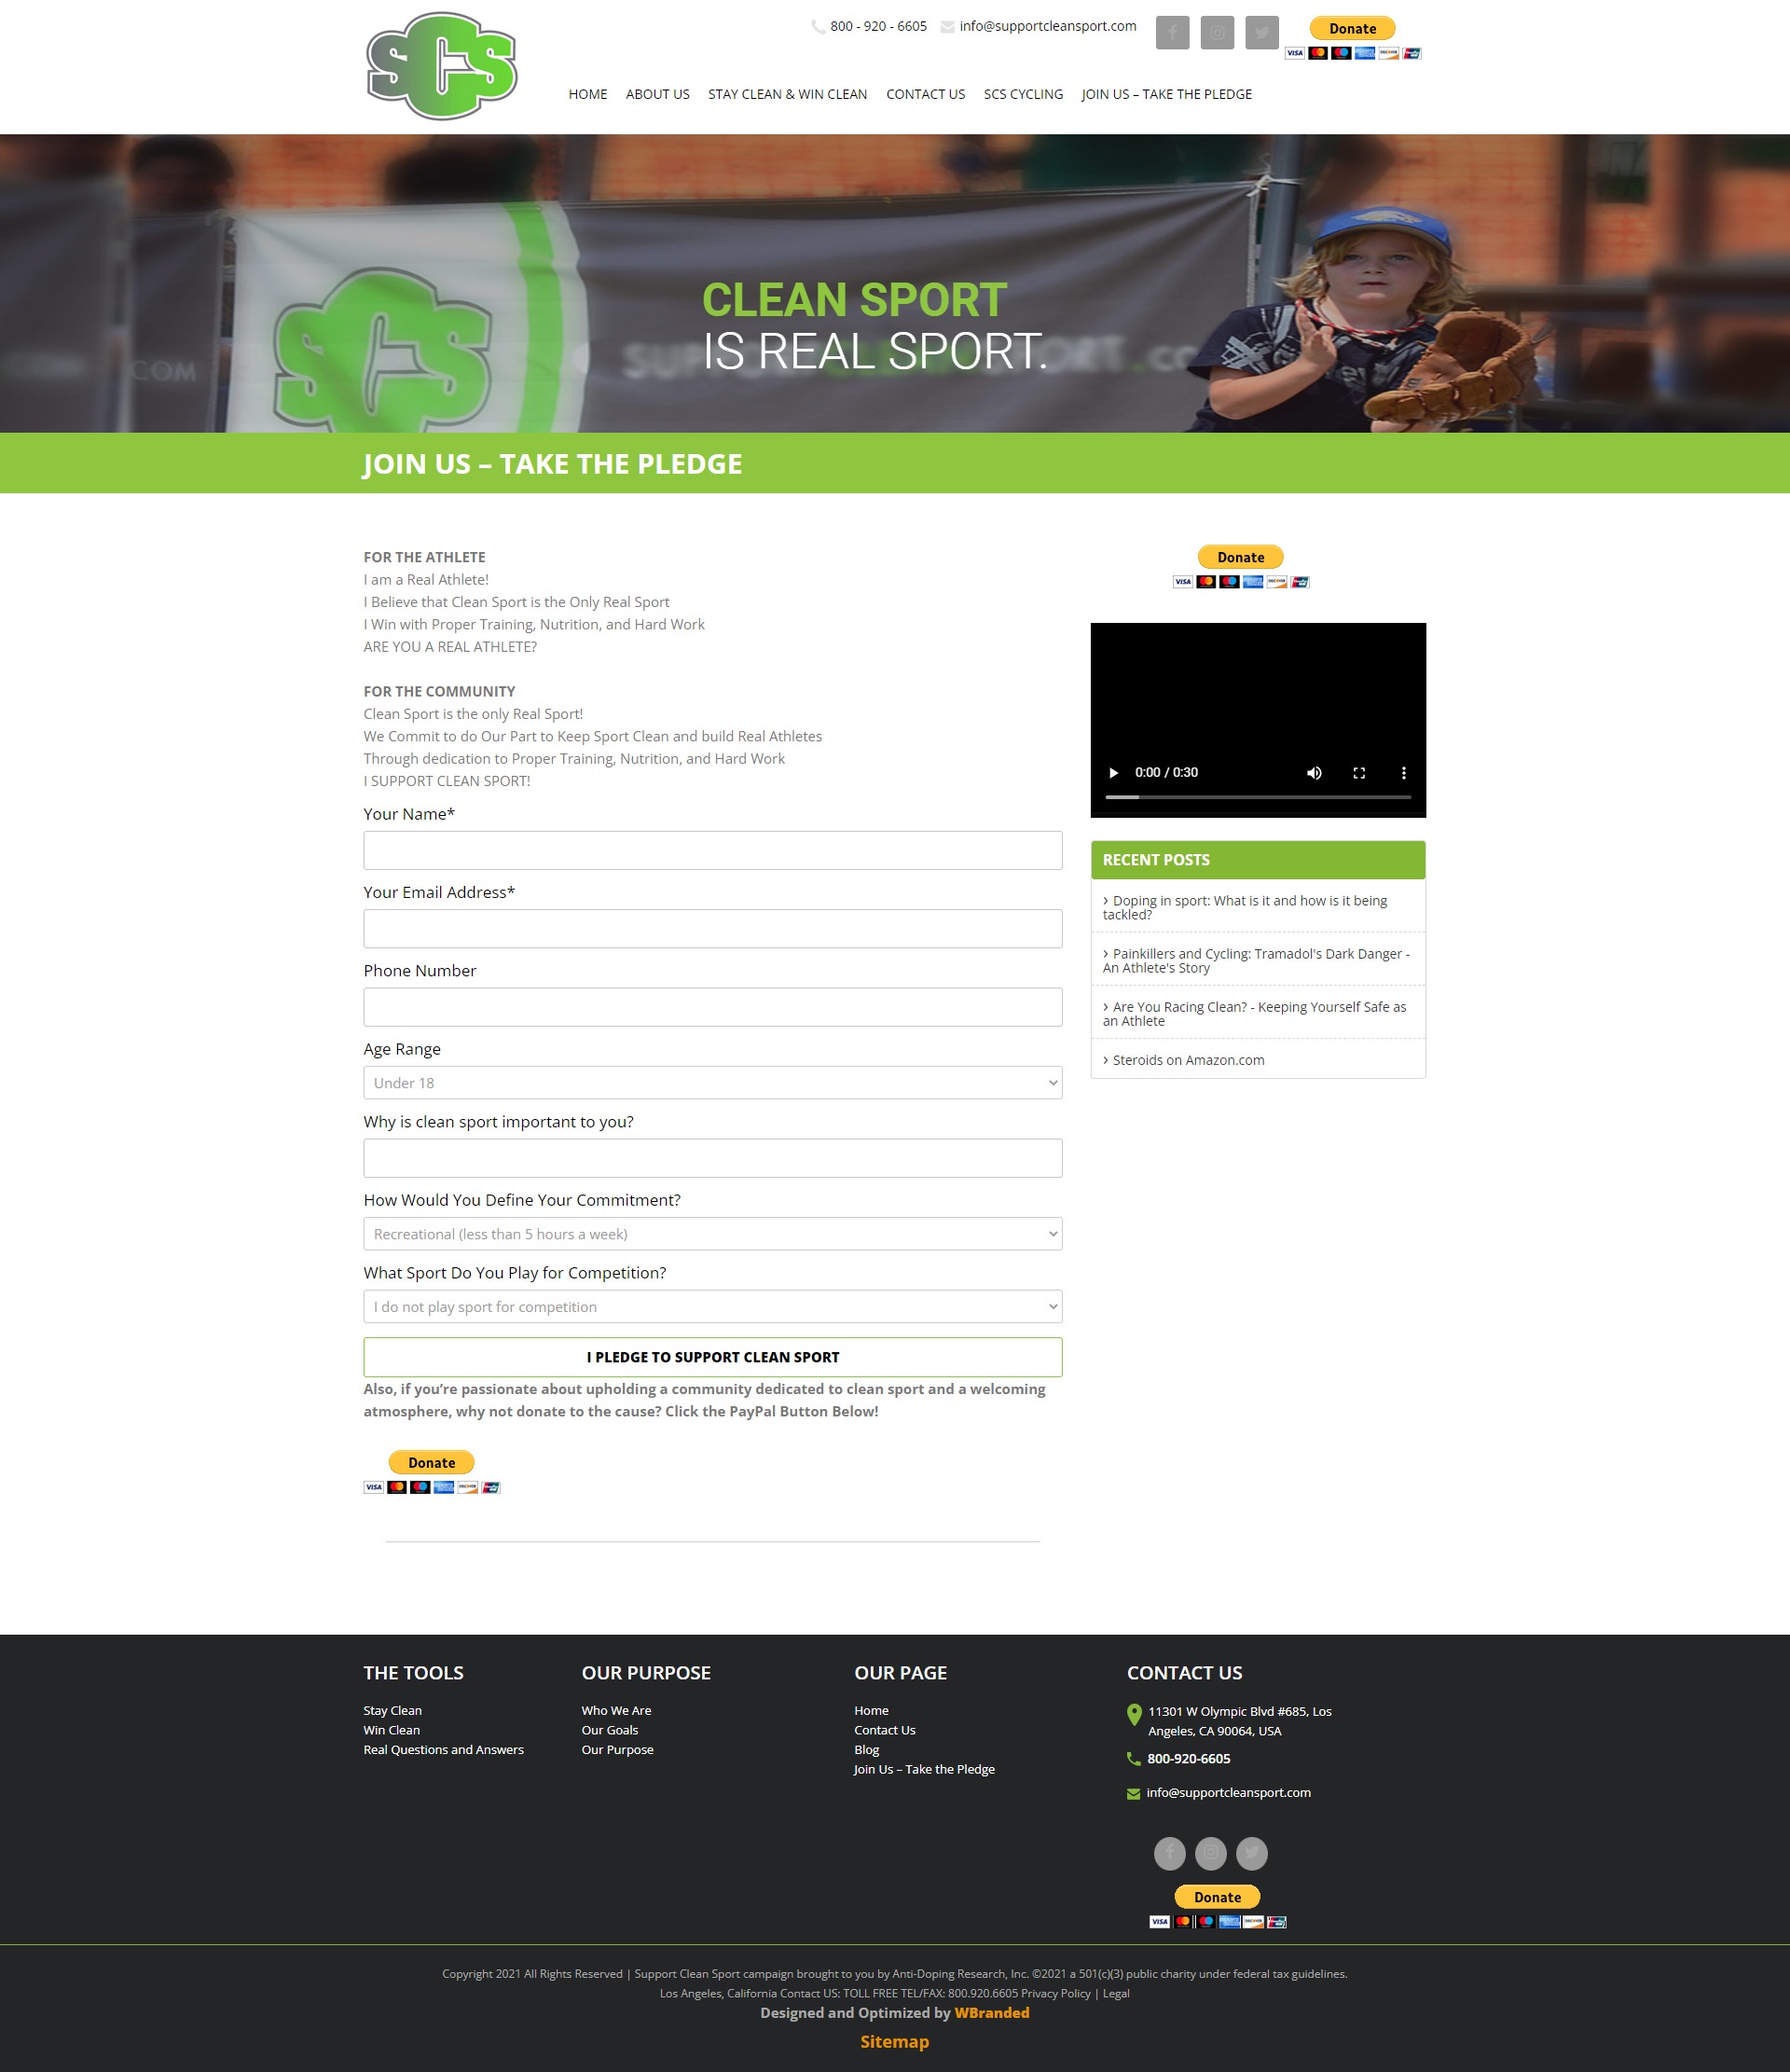 SCS
800 - 920 - 6605
info@supportcleansport.com
Donate
VISA
DISCOVER
HOME
ABOUT US
STAY CLEAN & WIN CLEAN
CONTACT US
SCS CYCLING
JOIN US – TAKE THE PLEDGE
SCS
COM
CLEAN SPORT
IS REAL SPORT.
JOIN US – TAKE THE PLEDGE
FOR THE ATHLETE
I am a Real Athlete!
I Believe that Clean Sport is the Only Real Sport
I Win with Proper Training, Nutrition, and Hard Work
ARE YOU A REAL ATHLETE?
FOR THE COMMUNITY
Clean Sport is the only Real Sport!
We Commit to do Our Part to Keep Sport Clean and build Real Athletes
Through dedication to Proper Training, Nutrition, and Hard Work
I SUPPORT CLEAN SPORT!
Your Name*
Your Email Address*
Phone Number
Age Range
Under 18
Why is clean sport important to you?
How Would You Define Your Commitment?
Recreational (less than 5 hours a week)
What Sport Do You Play for Competition?
I do not play sport for competition
I PLEDGE TO SUPPORT CLEAN SPORT
Also, if you're passionate about upholding a community dedicated to clean sport and a welcoming
atmosphere, why not donate to the cause? Click the PayPal Button Below!
Donate
VISA
DISCOVER
Donate
VISA
DISCOVER
0:00 / 0:30
RECENT POSTS
› Doping in sport: What is it and how is it being
tackled?
› Painkillers and Cycling: Tramadol's Dark Danger -
An Athlete's Story
› Are You Racing Clean? - Keeping Yourself Safe as
an Athlete
› Steroids on Amazon.com
THE TOOLS
Stay Clean
Win Clean
Real Questions and Answers
OUR PURPOSE
Who We Are
Our Goals
Our Purpose
OUR PAGE
Home
Contact Us
Blog
Join Us – Take the Pledge
CONTACT US
11301 W Olympic Blvd #685, Los
Angeles, CA 90064, USA
800-920-6605
info@supportcleansport.com
Donate
VISA
DISCOVER
Copyright 2021 All Rights Reserved | Support Clean Sport campaign brought to you by Anti-Doping Research, Inc. ©2021 a 501(c)(3) public charity under federal tax guidelines.
Los Angeles, California Contact US: TOLL FREE TEL/FAX: 800.920.6605 Privacy Policy | Legal
Designed and Optimized by WBranded
Sitemap